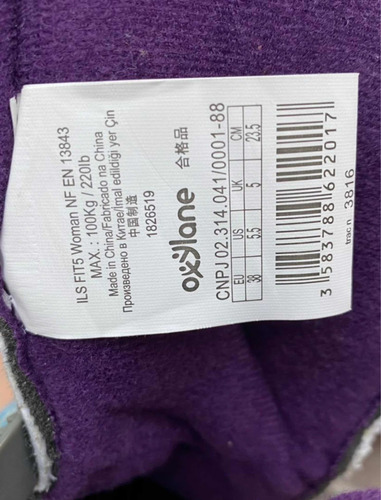 ILS FIT5 Woman NF EN 13843
MAX. : 100Kg / 220lb
Made in China/Fabricado na China
Произведено в Китае/Imal edildiği yer Çin
中国制造
1826519
合格品
oxylane
CNPJ 02.314.041/0001-88
EU US UK CM
38 5.5 5 23.5
3 583788 622017
trac n. 3816